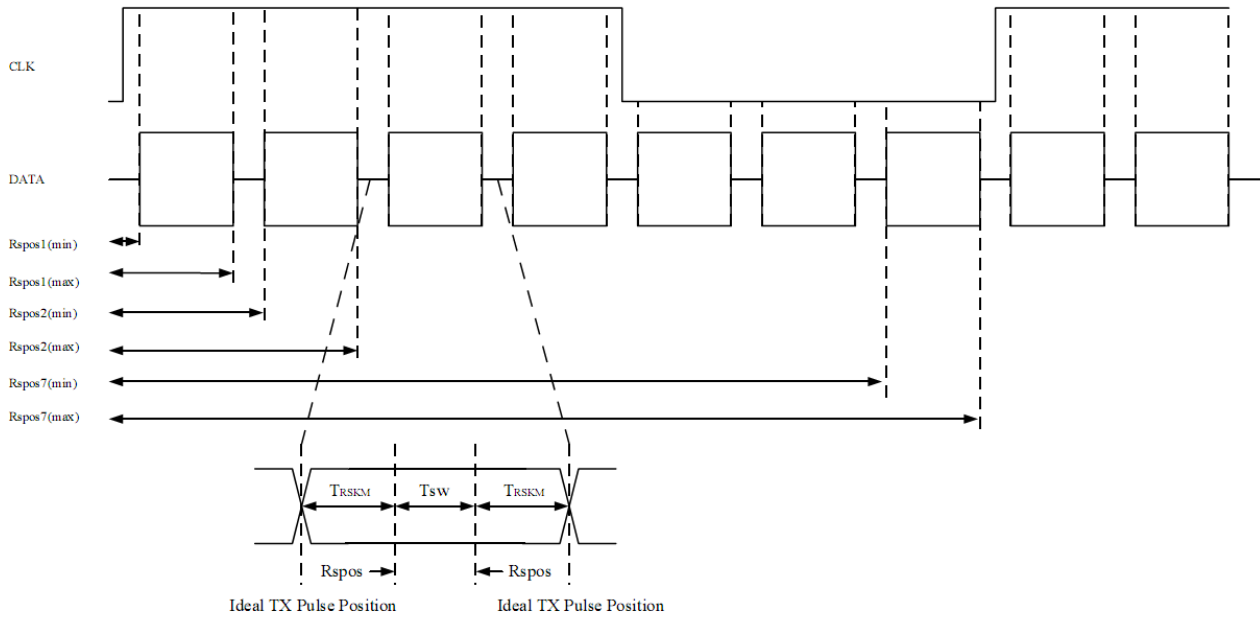 CLK
DATA
Rspos1(min)
Rspos1(max)
Rspos2(min)
Rspos2(max)
Rspos7(min)
Rspos7(max)
TRSKM Tsw TRSKM
Rspos Rspos
Ideal TX Pulse Position Ideal TX Pulse Position